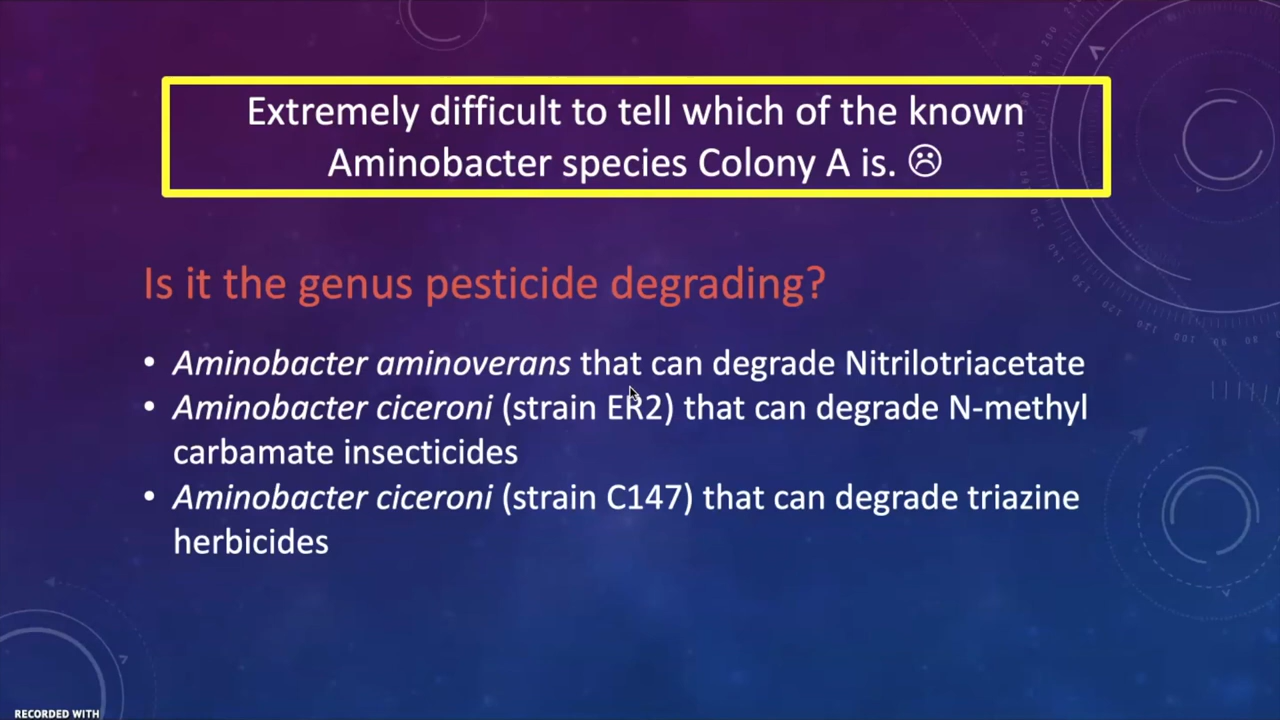 Extremely difficult to tell which of the known
Aminobacter species Colony A is. ☹
Is it the genus pesticide degrading?
• Aminobacter aminoverans that can degrade Nitrilotriacetate
• Aminobacter ciceroni (strain ER2) that can degrade N-methyl
carbamate insecticides
• Aminobacter ciceroni (strain C147) that can degrade triazine
herbicides
RECORDED WITH